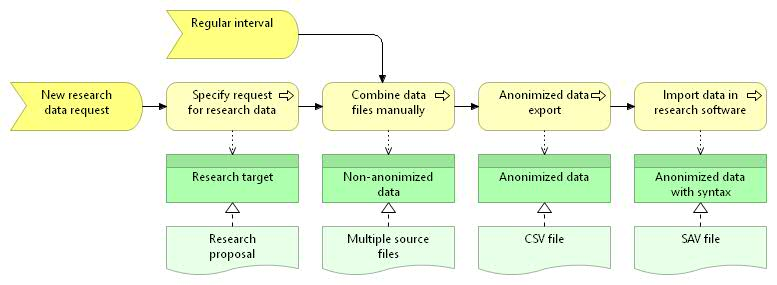 Regular interval
New research
data request
Specify request
for research data
Combine data
files manually
Anonimized data
export
Import data in
research software
Research target
Non-anonimized
data
Anonimized data
Anonimized data
with syntax
Research
proposal
Multiple source
files
CSV file
SAV file